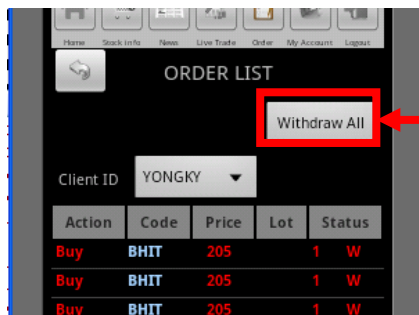 Home Stock Info News Live Trade Order My Account Logout
ORDER LIST
Withdraw All
Client ID YONGKY
Action Code Price Lot Status
Buy BHIT 205 1 W
Buy BHIT 205 1 W
Buy BHIT 205 1 W